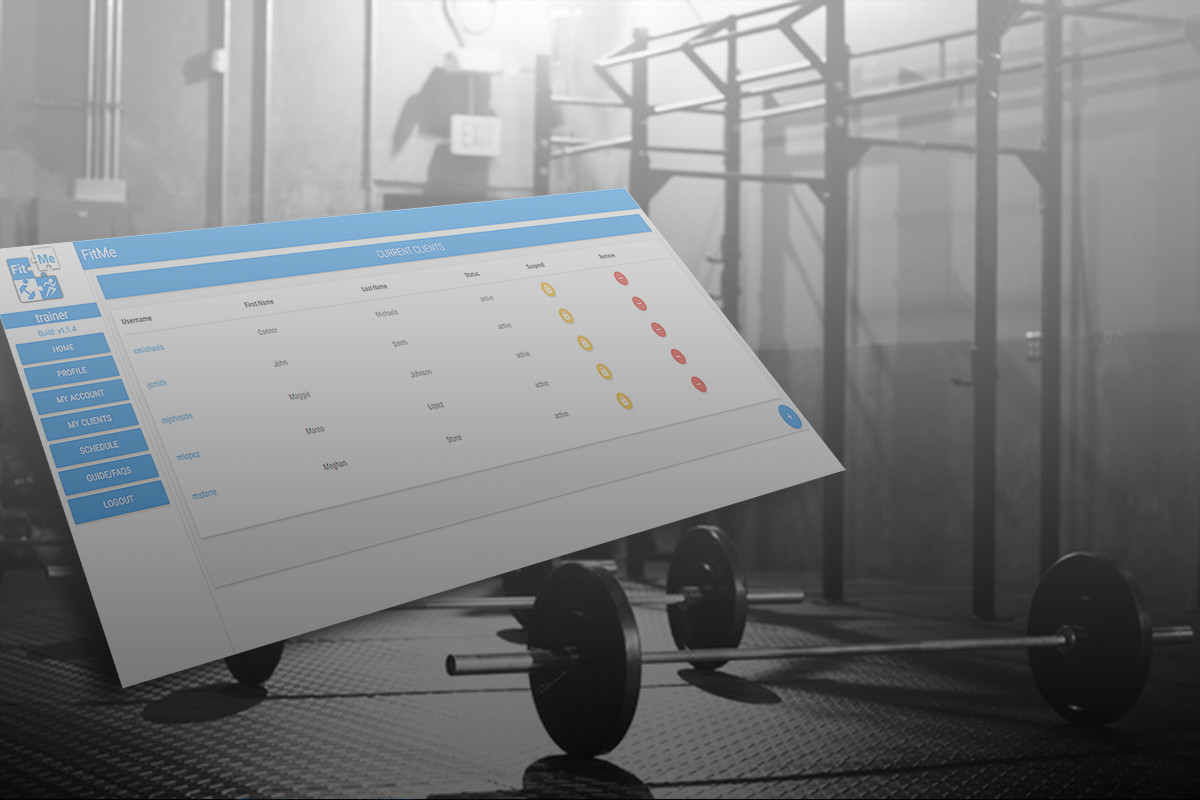 EXIT
Fit Me
FitMe
CURRENT CLIENTS
trainer
Build: v1.1.4
HOME
PROFILE
MY ACCOUNT
MY CLIENTS
SCHEDULE
GUIDE/FAQS
LOGOUT
Username First Name Last Name Status Suspend Remove
cmichaels Connor Michaels active
jsmith John Smith active
mjohnson Maggie Johnson active
mlopez Marco Lopez active
mstone Meghan Stone active
+